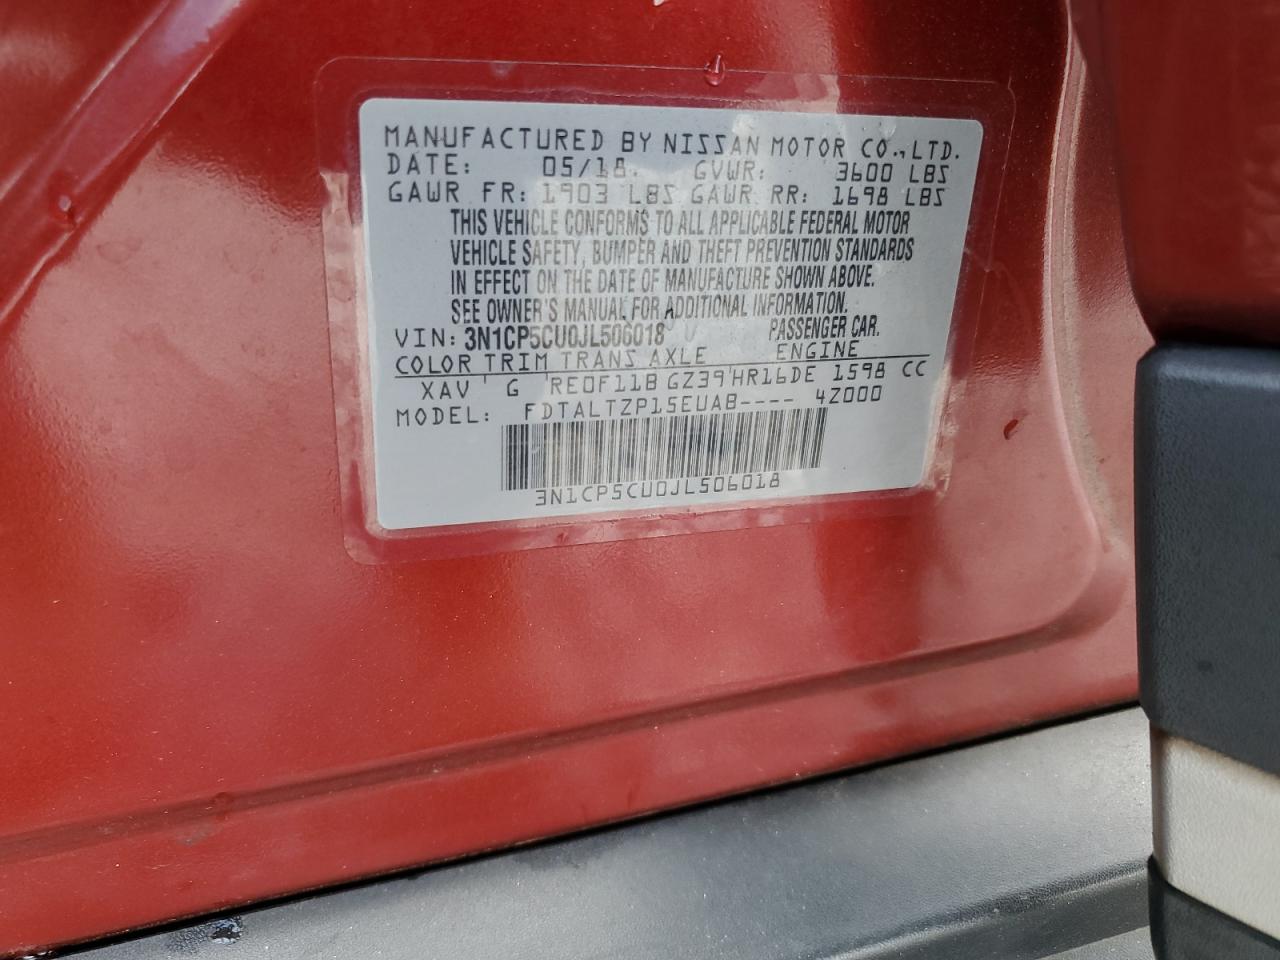 MANUFACTURED BY NISSAN MOTOR CO.,LTD.
DATE: 05/18 GVWR: 3600 LBS
GAWR FR: 1903 LBS GAWR RR: 1698 LBS
THIS VEHICLE CONFORMS TO ALL APPLICABLE FEDERAL MOTOR
VEHICLE SAFETY, BUMPER AND THEFT PREVENTION STANDARDS
IN EFFECT ON THE DATE OF MANUFACTURE SHOWN ABOVE.
SEE OWNER'S MANUAL FOR ADDITIONAL INFORMATION.
VIN: 3N1CP5CU0JL506018 PASSENGER CAR.
COLOR TRIM TRANS AXLE ENGINE
XAV G RE0F11B GZ39 HR16DE 1598 CC
MODEL: FDTALTZP15EUAB---- 4Z000
3N1CP5CU0JL506018